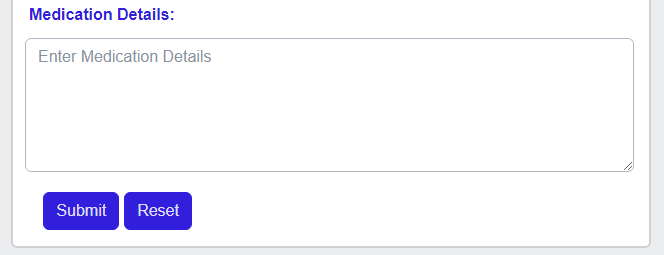 Medication Details:
Enter Medication Details
Submit Reset